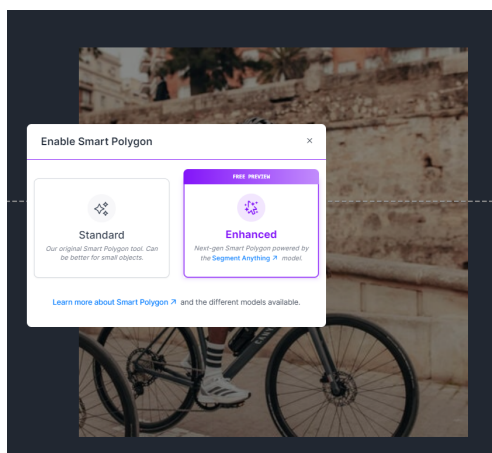 Enable Smart Polygon
×
FREE PREVIEW
Standard
Our original Smart Polygon tool. Can
be better for small objects.
Enhanced
Next-gen Smart Polygon powered by
the Segment Anything ↗ model.
Learn more about Smart Polygon ↗ and the different models available.
CANY